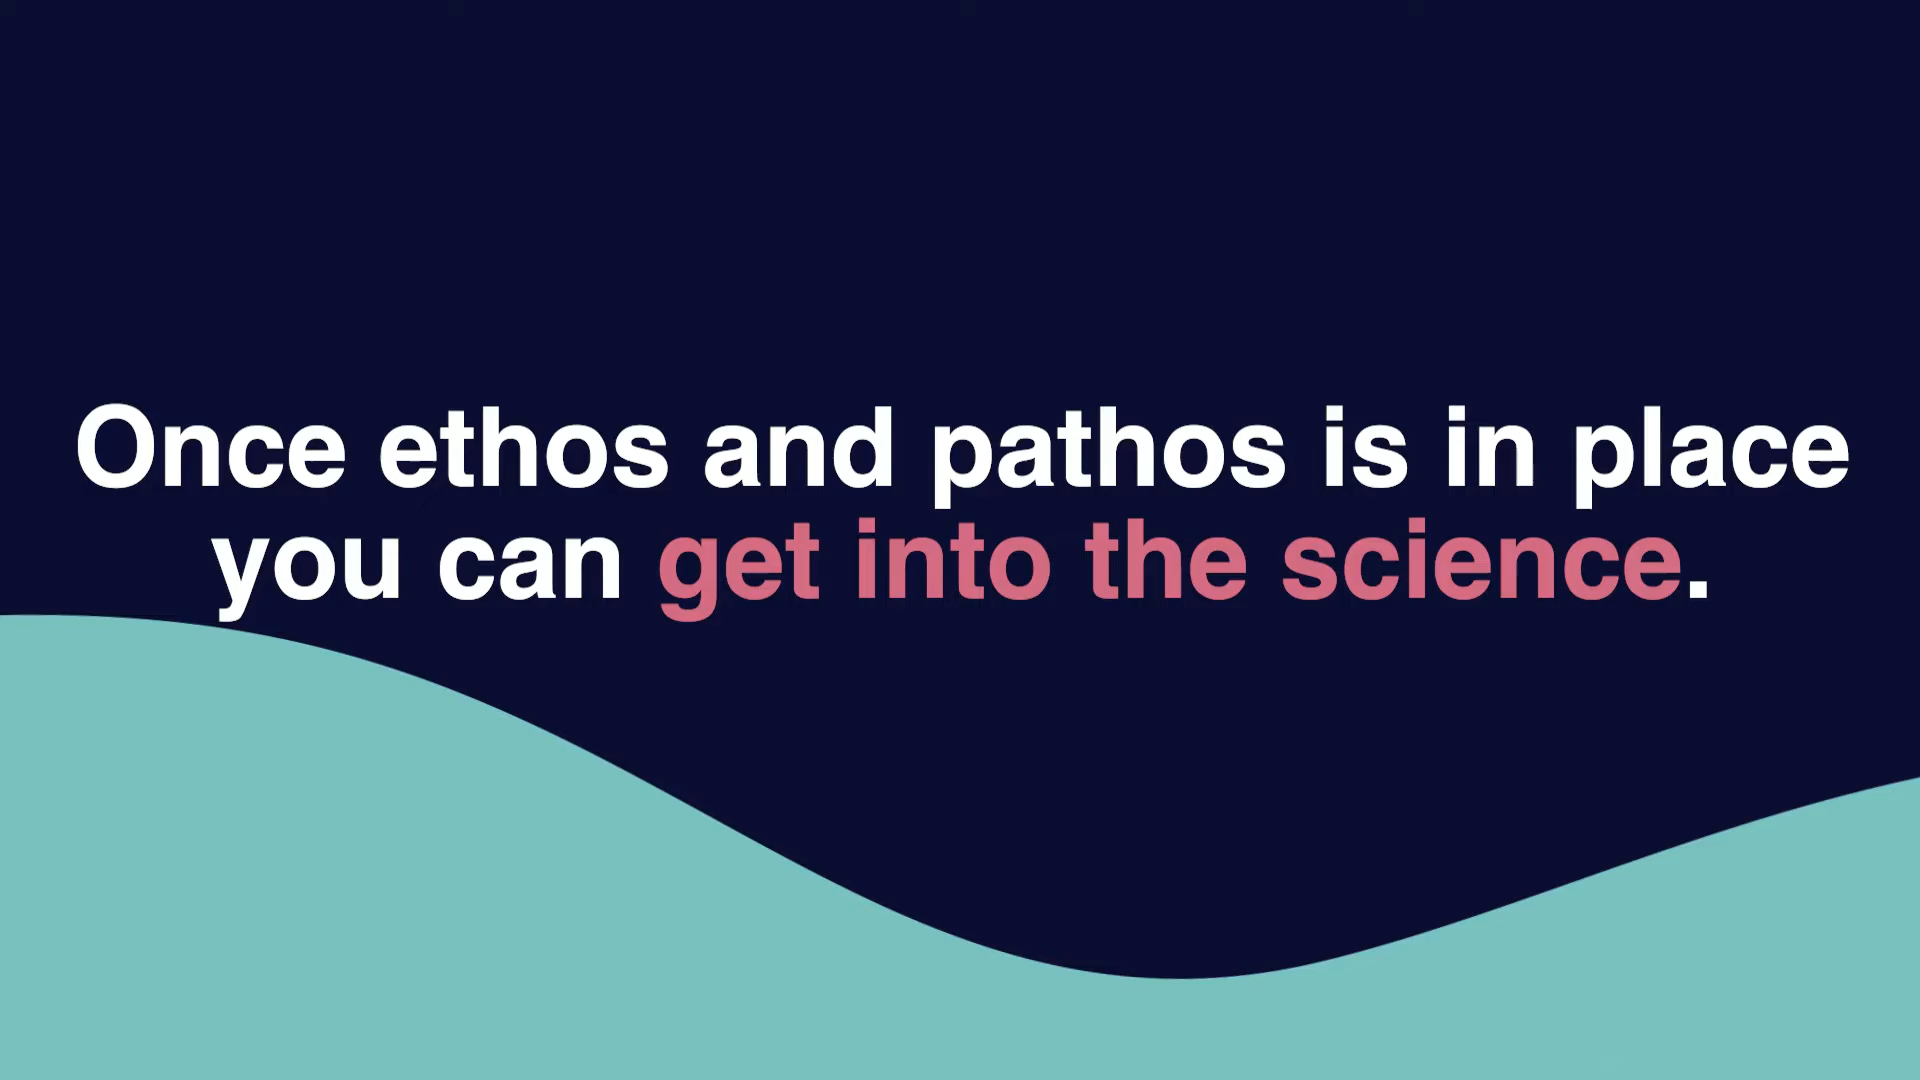 Once ethos and pathos is in place
you can get into the science.